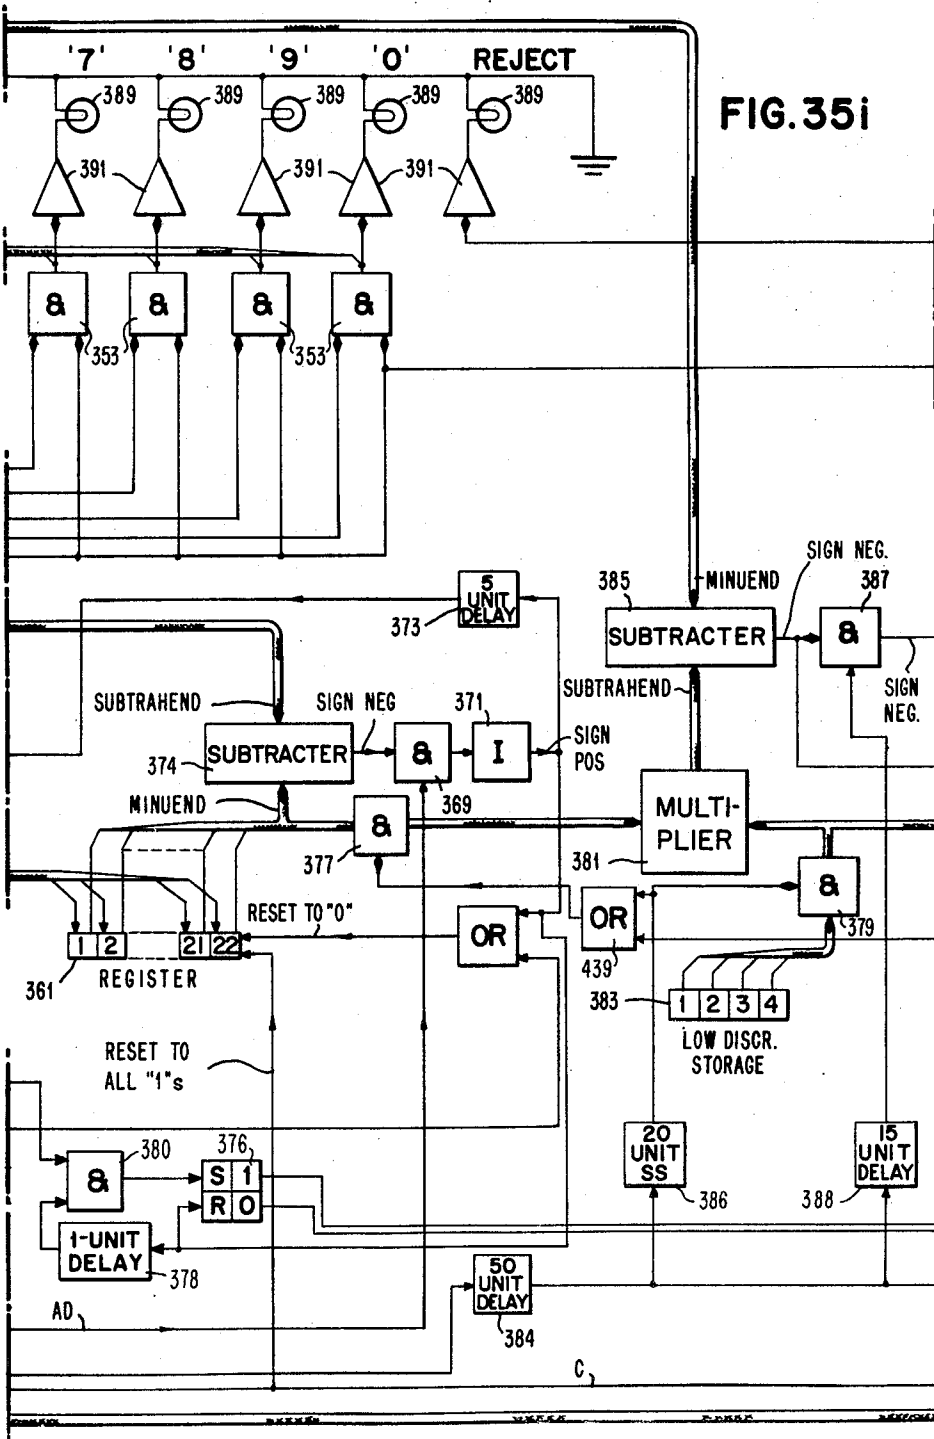 '7' '8' '9' '0' REJECT
FIG.35i
389 389 389 389 389
391 391 391
& & & &
353 353
5 UNIT DELAY
373
385
MINUEND
SIGN NEG.
387
SUBTRACTER
&
SUBTRAHEND
SIGN NEG.
SUBTRAHEND
SIGN NEG
371
SUBTRACTER
374
&
369
I
SIGN POS
MINUEND
&
377
MULTI-
PLIER
381
&
379
RESET TO "0"
OR
OR
439
1 2 21 22
361
REGISTER
383
1 2 3 4
LOW DISCR.
STORAGE
RESET TO
ALL "1"s
380
&
376
S 1
R 0
1-UNIT
DELAY
378
20
UNIT
SS
386
15
UNIT
DELAY
388
50
UNIT
DELAY
384
AD
C